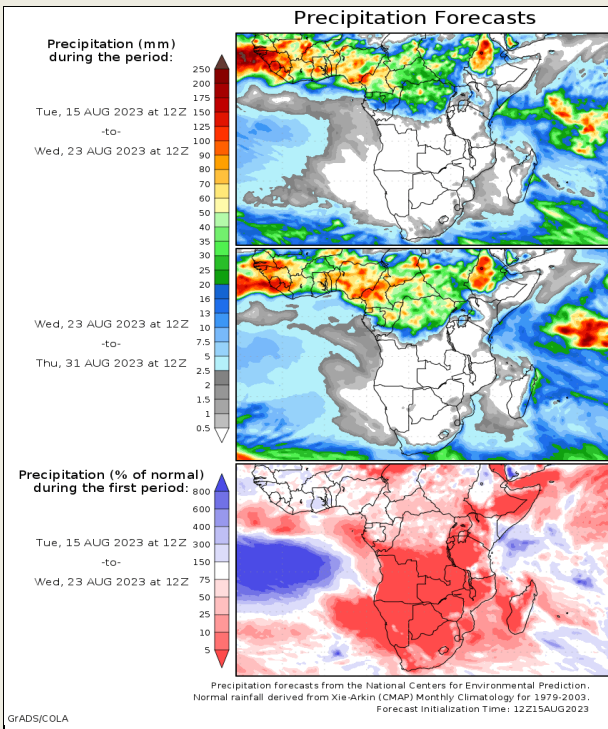 Precipitation Forecasts
Precipitation (mm)
during the period:
Tue, 15 AUG 2023 at 12Z
-to-
Wed, 23 AUG 2023 at 12Z
250
200
175
150
125
100
90
80
70
60
50
40
35
30
25
20
16
13
10
7.5
5
2.5
2
1.5
1
0.5
Wed, 23 AUG 2023 at 12Z
-to-
Thu, 31 AUG 2023 at 12Z
Precipitation (% of normal)
during the first period:
Tue, 15 AUG 2023 at 12Z
-to-
Wed, 23 AUG 2023 at 12Z
800
600
400
300
150
75
50
25
10
5
Precipitation forecasts from the National Centers for Environmental Prediction.
Normal rainfall derived from Xie-Arkin (CMAP) Monthly Climatology for 1979-2003.
Forecast Initialization Time: 12Z15AUG2023
GrADS/COLA